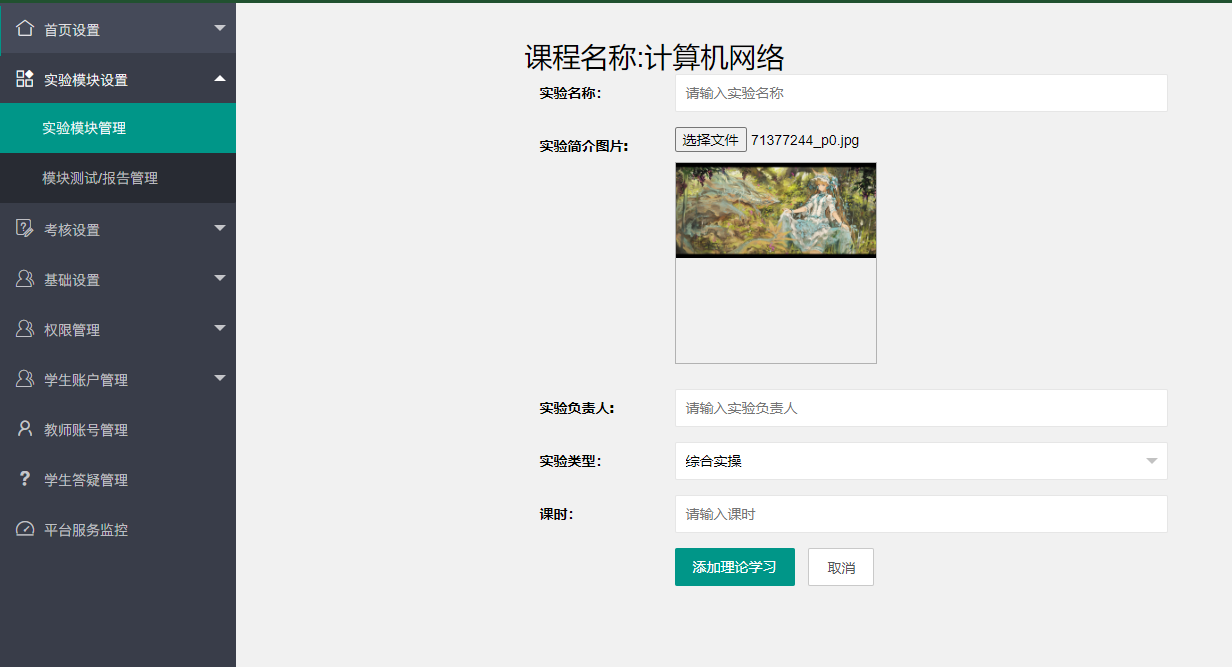 首页设置
实验模块设置
实验模块管理
模块测试/报告管理
考核设置
基础设置
权限管理
学生账户管理
教师账号管理
学生答疑管理
平台服务监控
课程名称:计算机网络
实验名称:
请输入实验名称
实验简介图片:
选择文件 71377244_p0.jpg
实验负责人:
请输入实验负责人
实验类型:
综合实操
课时:
请输入课时
添加理论学习
取消